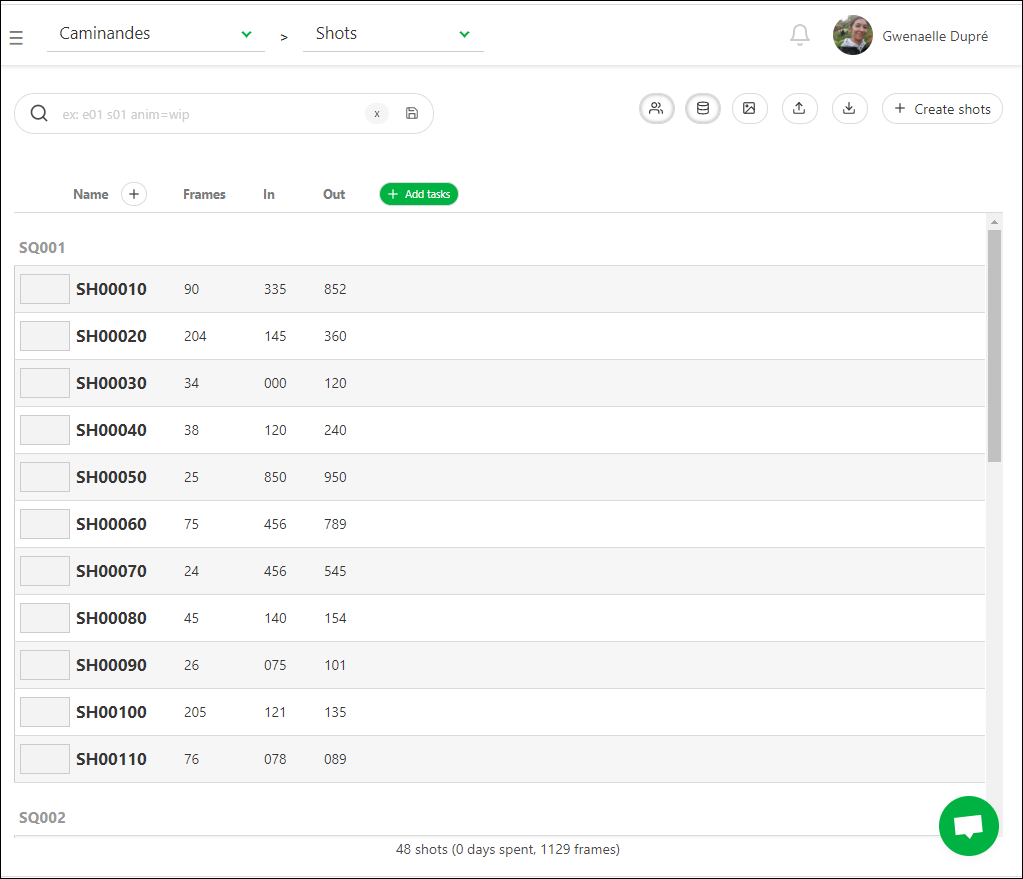 Caminandes > Shots Gwenaelle Dupré
ex: e01 s01 anim=wip x + Create shots
Name + Frames In Out + Add tasks
SQ001
SH00010 90 335 852
SH00020 204 145 360
SH00030 34 000 120
SH00040 38 120 240
SH00050 25 850 950
SH00060 75 456 789
SH00070 24 456 545
SH00080 45 140 154
SH00090 26 075 101
SH00100 205 121 135
SH00110 76 078 089
SQ002
48 shots (0 days spent, 1129 frames)